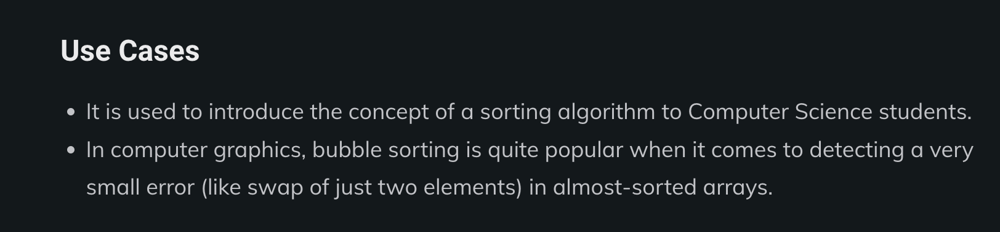 Use Cases
• It is used to introduce the concept of a sorting algorithm to Computer Science students.
• In computer graphics, bubble sorting is quite popular when it comes to detecting a very
small error (like swap of just two elements) in almost-sorted arrays.